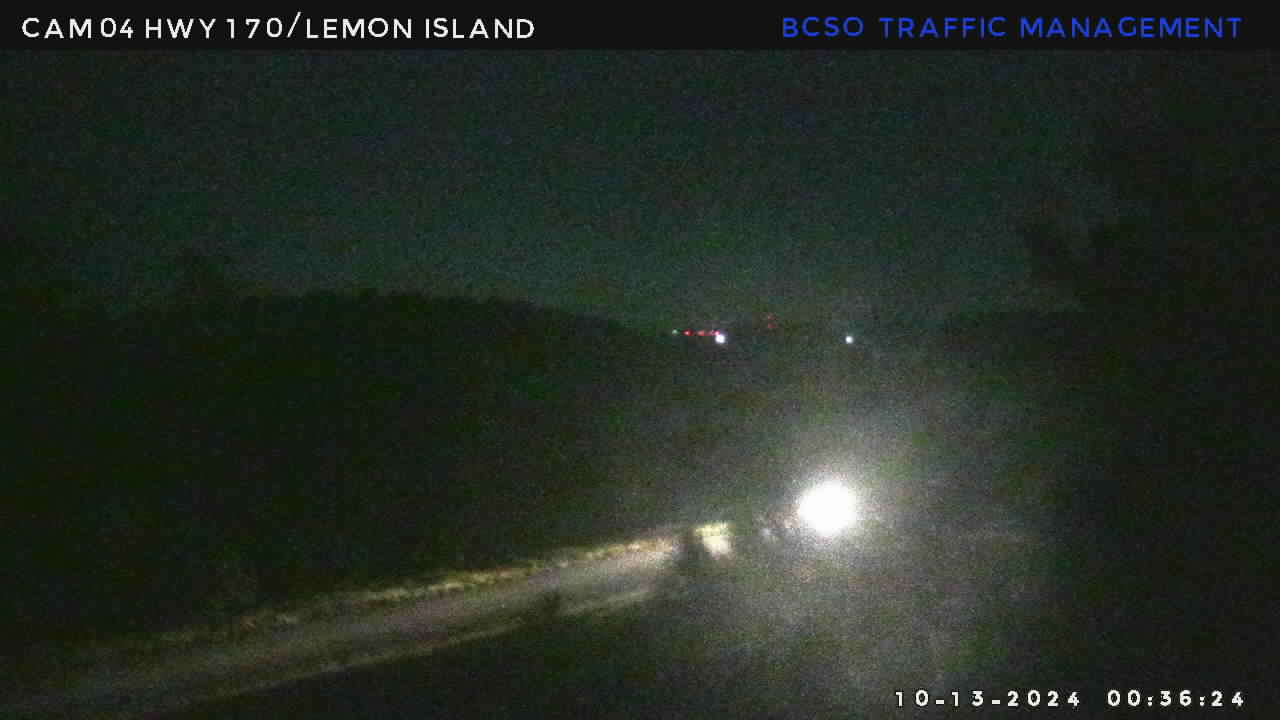 CAM04 HWY 170/LEMON ISLAND
BCSO TRAFFIC MANAGEMENT
10-13-2024 00:36:24